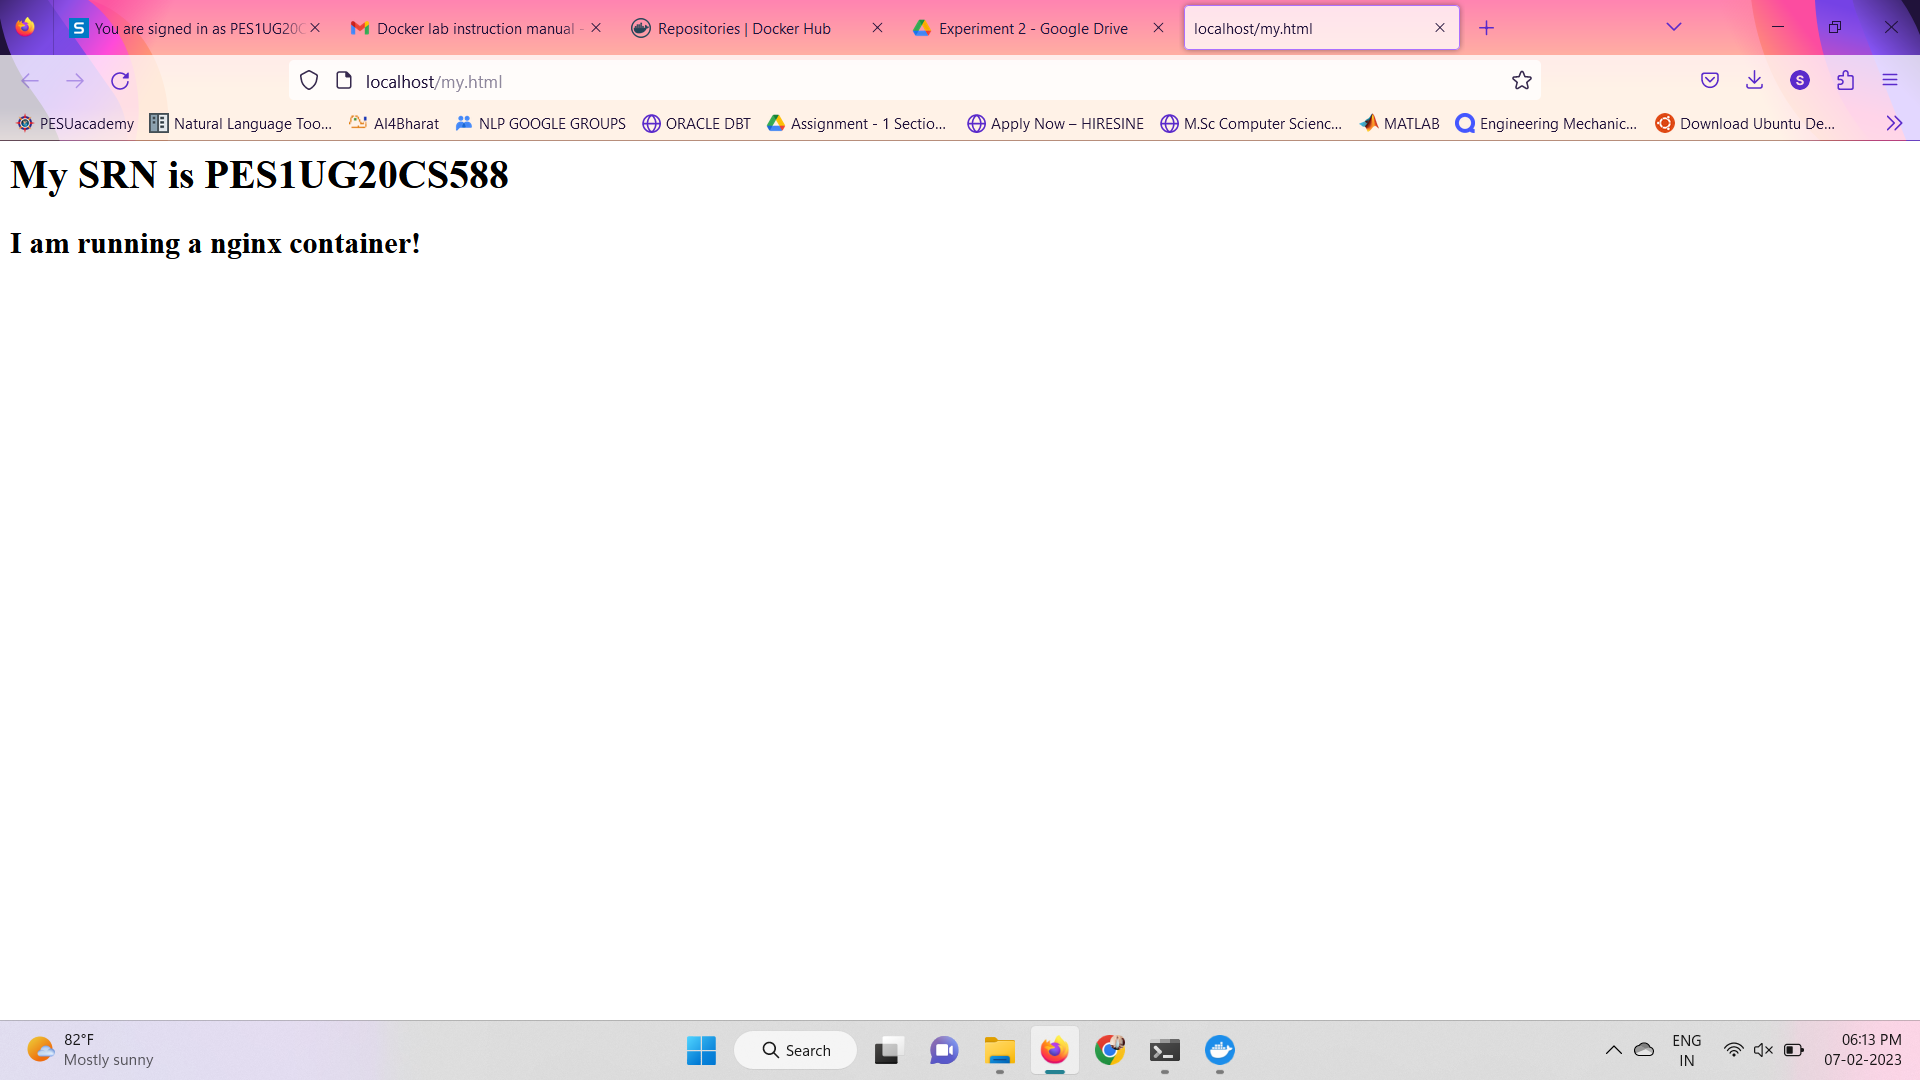 You are signed in as PES1UG20C
Docker lab instruction manual -
Repositories | Docker Hub
Experiment 2 - Google Drive
localhost/my.html
localhost/my.html
S
PESUacademy
Natural Language Too...
AI4Bharat
NLP GOOGLE GROUPS
ORACLE DBT
Assignment - 1 Sectio...
Apply Now – HIRESINE
M.Sc Computer Scienc...
MATLAB
Engineering Mechanic...
Download Ubuntu De...
My SRN is PES1UG20CS588
I am running a nginx container!
82°F
Mostly sunny
Search
ENG
IN
06:13 PM
07-02-2023